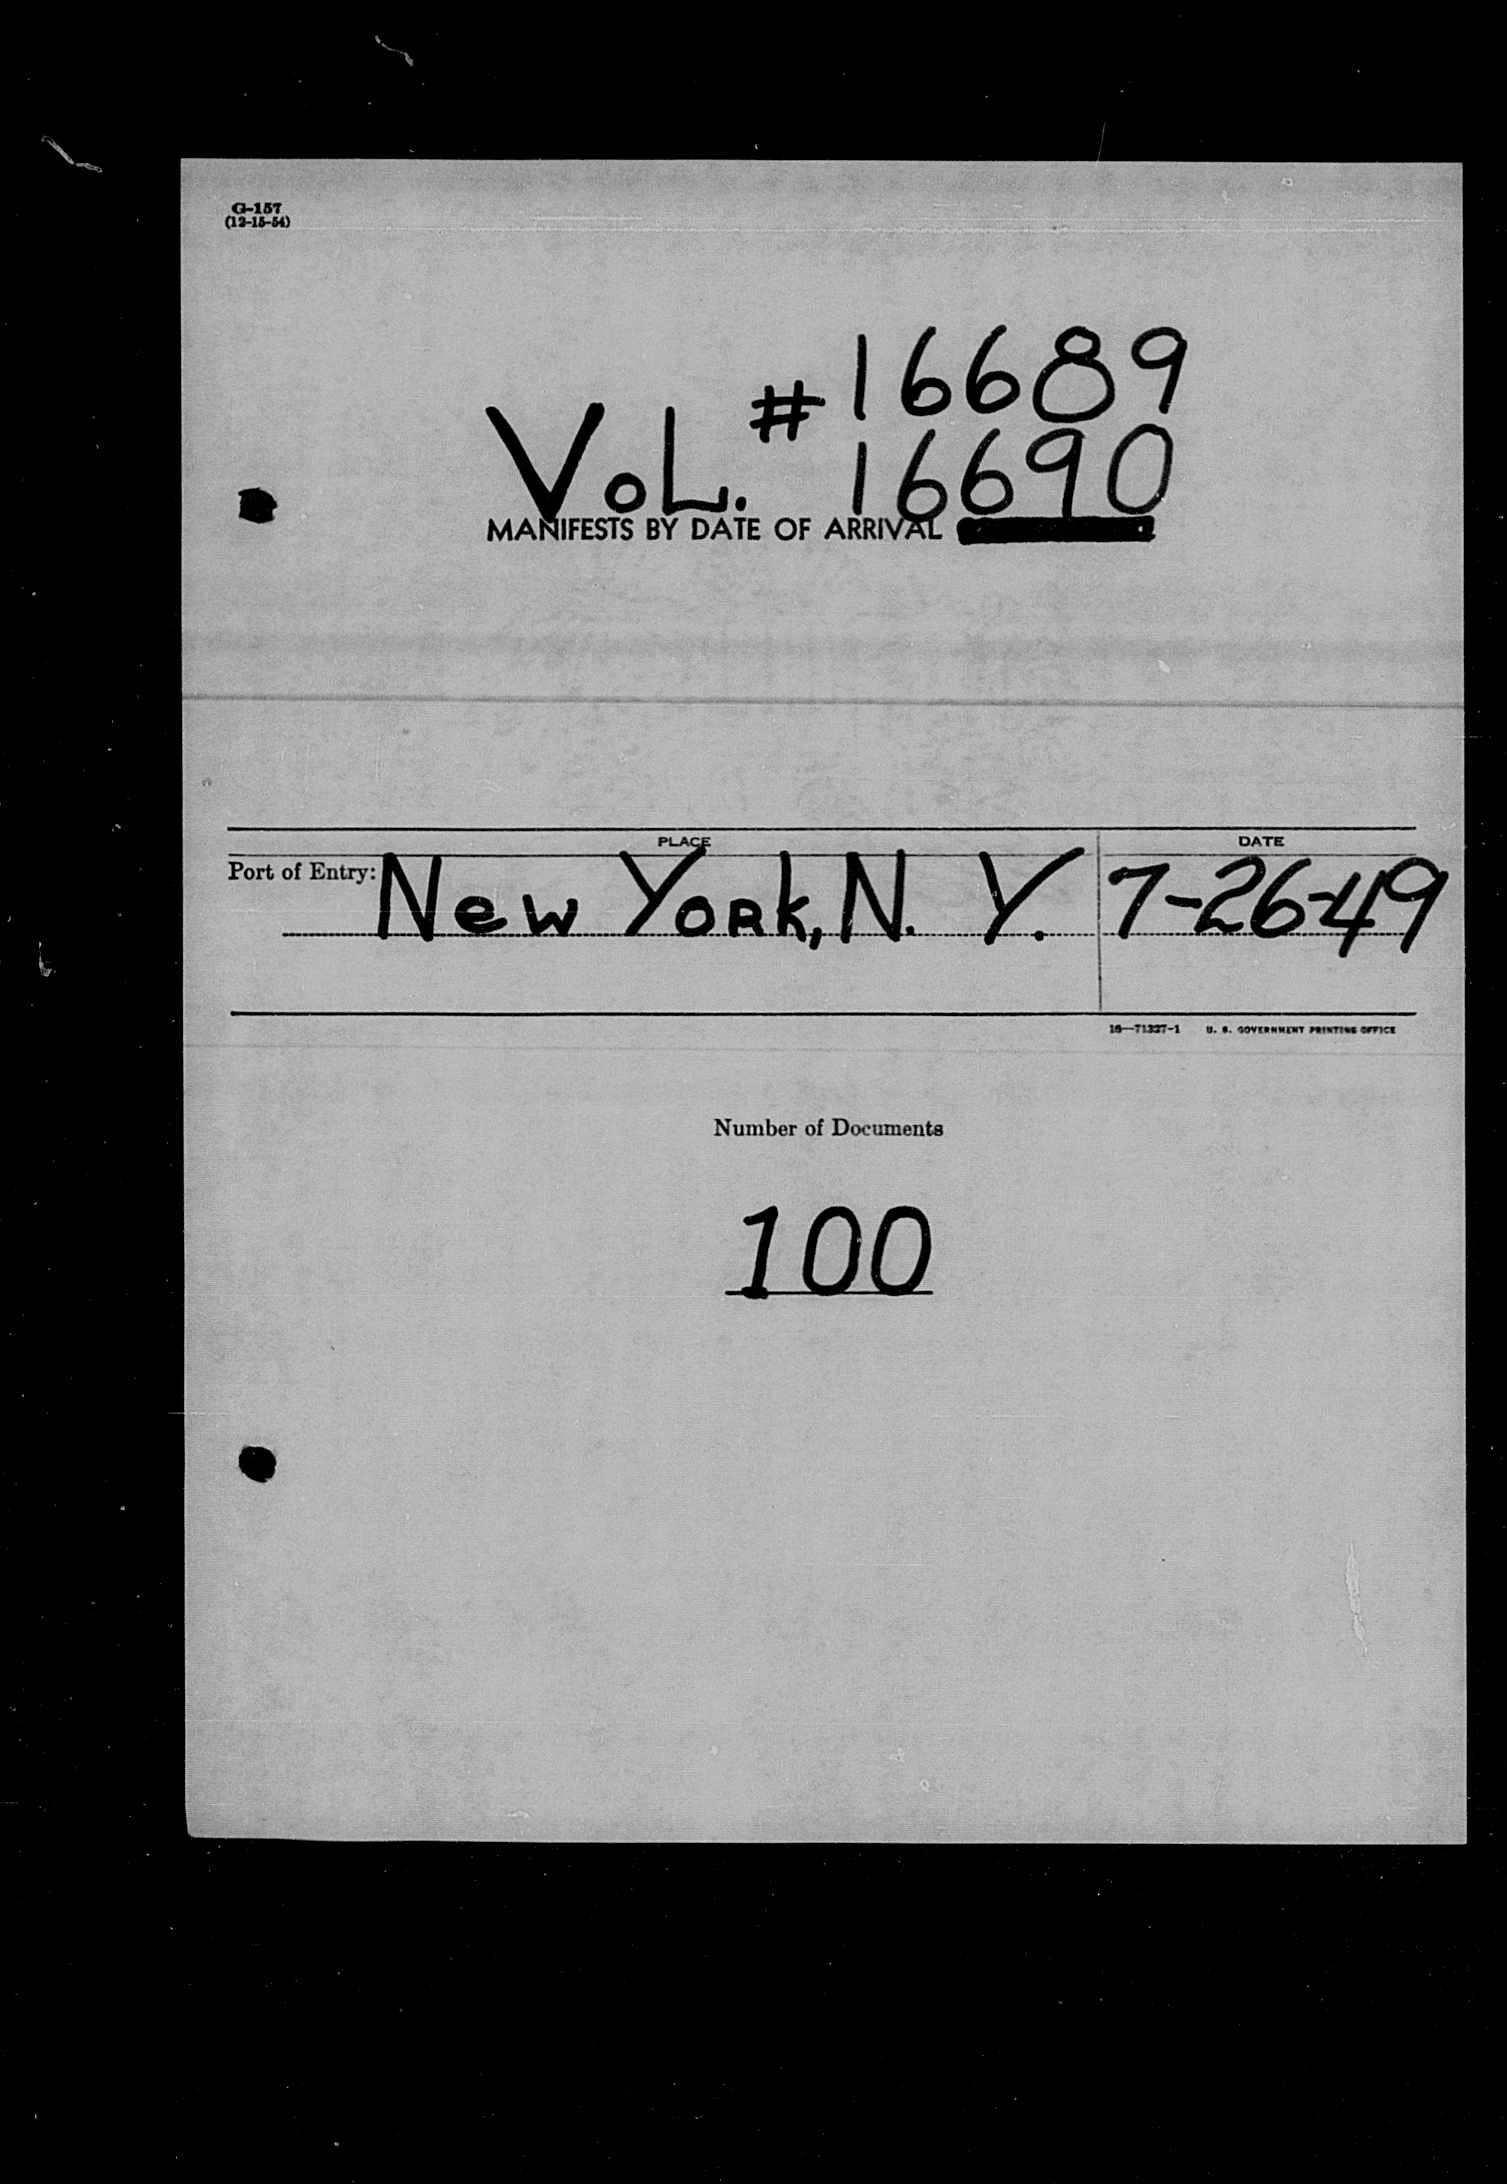 G-157
(12-15-54)
VoL. # 16689
16690
MANIFESTS BY DATE OF ARRIVAL
PLACE
DATE
Port of Entry: New York, N. Y. 7-26-49
16—71327-1 U. S. GOVERNMENT PRINTING OFFICE
Number of Documents
100